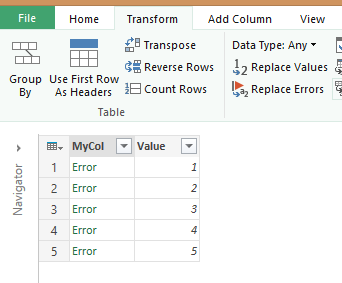 File Home Transform Add Column View
Group By
Use First Row As Headers
Transpose
Reverse Rows
Count Rows
Data Type: Any
Replace Values
Replace Errors
Table
Navigator
MyCol Value
1 Error 1
2 Error 2
3 Error 3
4 Error 4
5 Error 5